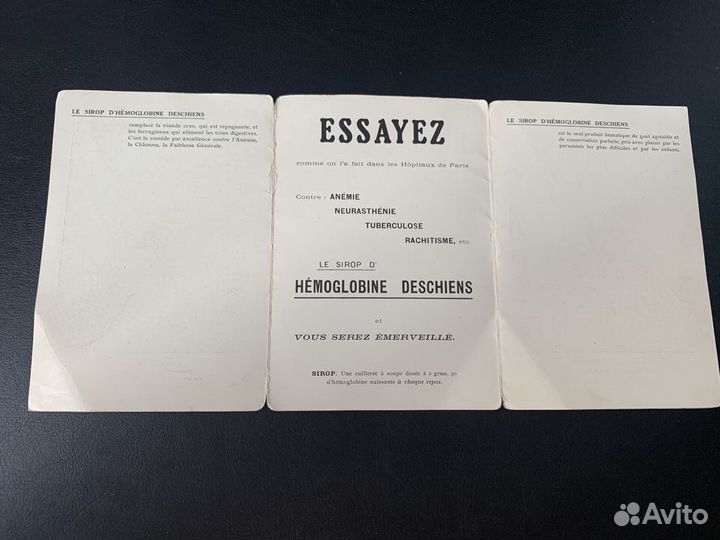 LE SIROP D'HÉMOGLOBINE DESCHIENS
remplace la viande crue, qui est répugnante, et
les ferrugineux qui abîment les voies digestives.
C'est le remède par excellence contre l'Anémie,
la Chlorose, la Faiblesse Générale.
ESSAYEZ
comme on l'a fait dans les Hôpitaux de Paris
Contre : ANÉMIE
NEURASTHÉNIE
TUBERCULOSE
RACHITISME, etc.
LE SIROP D'
HÉMOGLOBINE DESCHIENS
et
VOUS SEREZ ÉMERVEILLÉ.
SIROP. Une cuillerée à soupe dosée à 2 grms. 50
d'hémoglobine naissante à chaque repas.
LE SIROP D'HÉMOGLOBINE DESCHIENS
est le seul produit hématique de goût agréable et
de conservation parfaite; pris avec plaisir par les
personnes les plus difficiles et par les enfants.
Avito